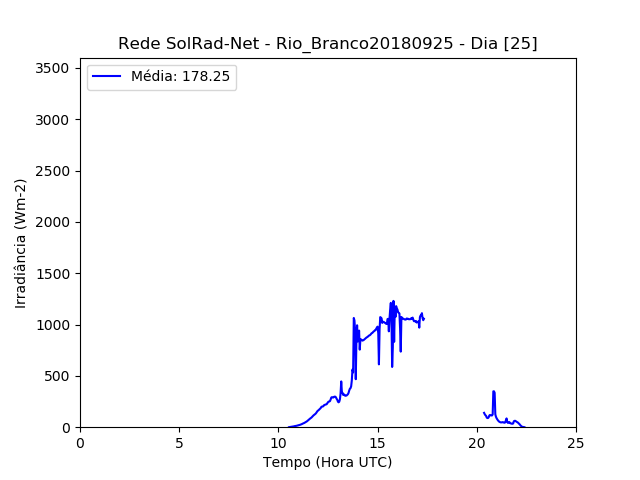 Rede SolRad-Net - Rio_Branco20180925 - Dia [25]
Média: 178.25
Irradiância (Wm-2)
3500
3000
2500
2000
1500
1000
500
0
0 5 10 15 20 25
Tempo (Hora UTC)